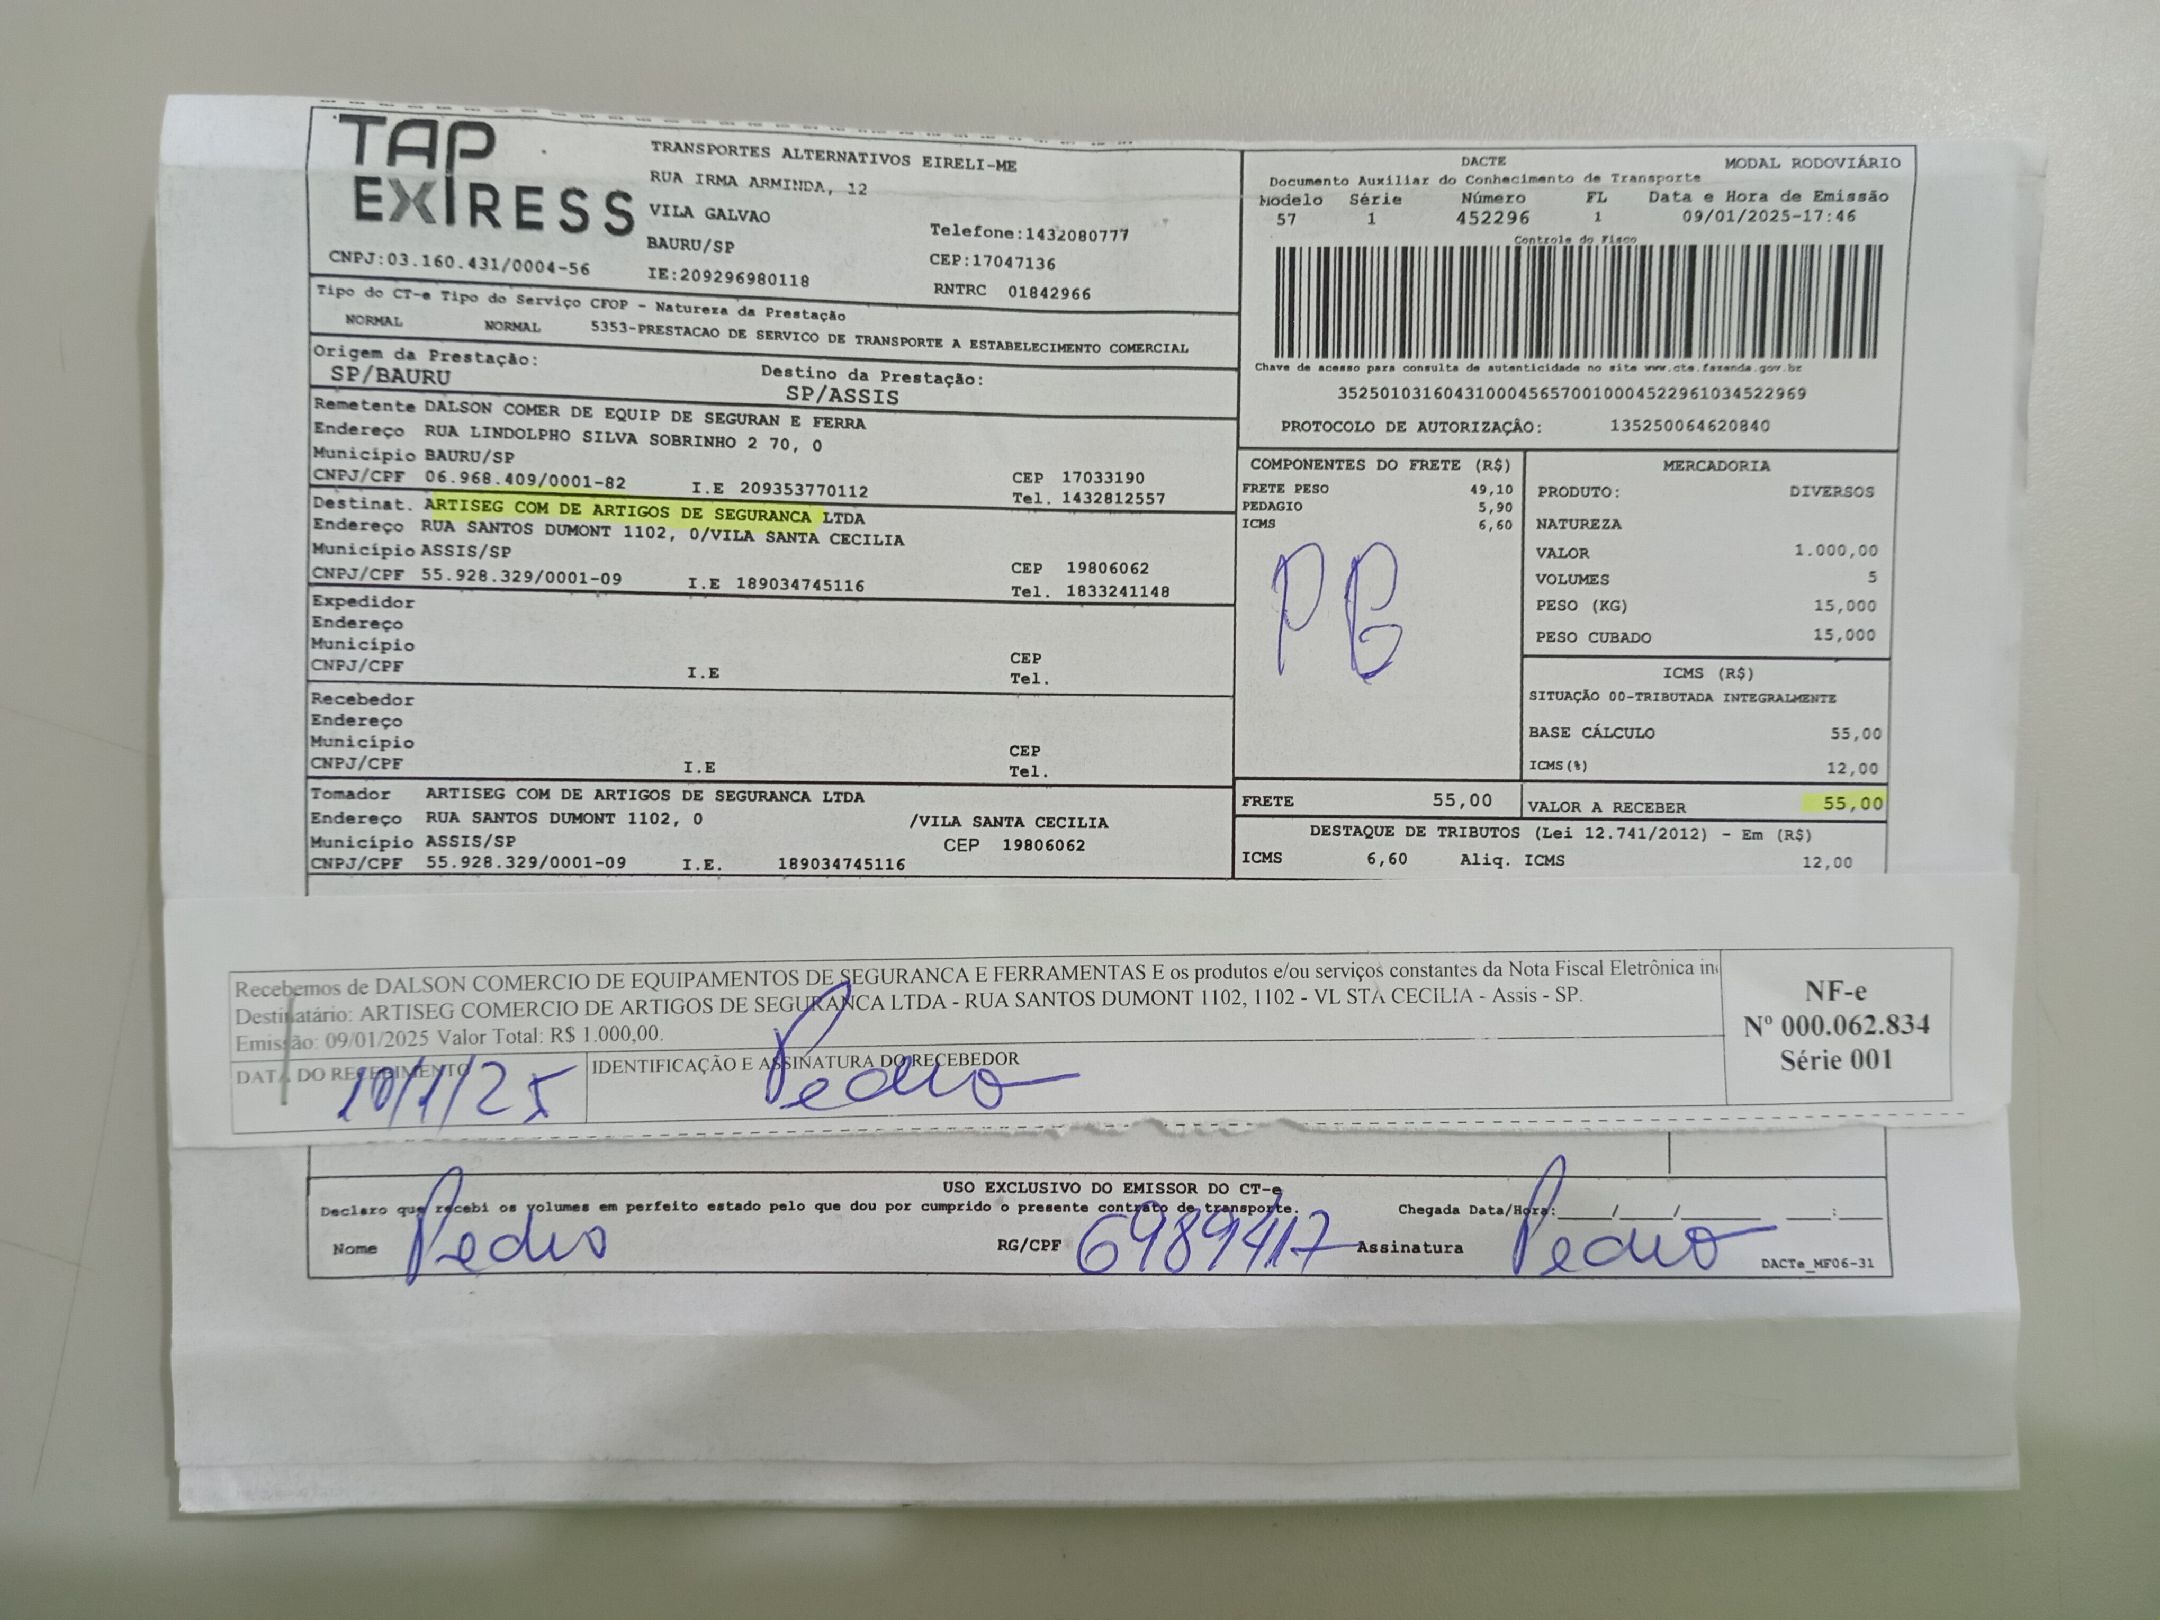 TAP
EXPRESS
CNPJ:03.160.431/0004-56
TRANSPORTES ALTERNATIVOS EIRELI-ME
RUA IRMA ARMINDA, 12
VILA GALVAO
BAURU/SP
IE:209296980118
Telefone:1432080777
CEP:17047136
RNTRC 01842966
Tipo do CT-e Tipo do Serviço CFOP - Natureza da Prestação
NORMAL NORMAL 5353-PRESTACAO DE SERVICO DE TRANSPORTE A ESTABELECIMENTO COMERCIAL
Origem da Prestação:
SP/BAURU
Destino da Prestação:
SP/ASSIS
Remetente DALSON COMER DE EQUIP DE SEGURAN E FERRA
Endereço RUA LINDOLPHO SILVA SOBRINHO 2 70, 0
Município BAURU/SP CEP 17033190
CNPJ/CPF 06.968.409/0001-82 I.E 209353770112 Tel. 1432812557
Destinat. ARTISEG COM DE ARTIGOS DE SEGURANCA LTDA
Endereço RUA SANTOS DUMONT 1102, 0/VILA SANTA CECILIA
Município ASSIS/SP CEP 19806062
CNPJ/CPF 55.928.329/0001-09 I.E 189034745116 Tel. 1833241148
Expedidor
Endereço
Município CEP
CNPJ/CPF I.E Tel.
Recebedor
Endereço
Município CEP
CNPJ/CPF I.E Tel.
Tomador ARTISEG COM DE ARTIGOS DE SEGURANCA LTDA
Endereço RUA SANTOS DUMONT 1102, 0 /VILA SANTA CECILIA
Município ASSIS/SP CEP 19806062
CNPJ/CPF 55.928.329/0001-09 I.E. 189034745116
DACTE MODAL RODOVIÁRIO
Documento Auxiliar do Conhecimento de Transporte
Modelo Série Número FL Data e Hora de Emissão
57 1 452296 1 09/01/2025-17:46
Controle do Fisco
Chave de acesso para consulta de autenticidade no site www.cte.fazenda.gov.br
35250103160431000456570010004522961034522969
PROTOCOLO DE AUTORIZAÇÂO: 135250064620840
COMPONENTES DO FRETE (R$)
FRETE PESO 49,10
PEDAGIO 5,90
ICMS 6,60
PG
MERCADORIA
PRODUTO: DIVERSOS
NATUREZA
VALOR 1.000,00
VOLUMES 5
PESO (KG) 15,000
PESO CUBADO 15,000
ICMS (R$)
SITUAÇÃO 00-TRIBUTADA INTEGRALMENTE
BASE CÁLCULO 55,00
ICMS(%) 12,00
FRETE 55,00 VALOR A RECEBER 55,00
DESTAQUE DE TRIBUTOS (Lei 12.741/2012) - Em (R$)
ICMS 6,60 Aliq. ICMS 12,00
Recebemos de DALSON COMERCIO DE EQUIPAMENTOS DE SEGURANCA E FERRAMENTAS E os produtos e/ou serviços constantes da Nota Fiscal Eletrônica in
Destinatário: ARTISEG COMERCIO DE ARTIGOS DE SEGURANCA LTDA - RUA SANTOS DUMONT 1102, 1102 - VL STA CECILIA - Assis - SP.
Emissão: 09/01/2025 Valor Total: R$ 1.000,00.
DATA DO RECEBIMENTO
10/1/25
IDENTIFICAÇÃO E ASSINATURA DO RECEBEDOR
Pedro
NF-e
Nº 000.062.834
Série 001
USO EXCLUSIVO DO EMISSOR DO CT-e
Declaro que recebi os volumes em perfeito estado pelo que dou por cumprido o presente contrato de transporte. Chegada Data/Hora:____/____/______ ___:___
Nome Pedro RG/CPF 6989417 Assinatura Pedro
DACTe_MF06-31